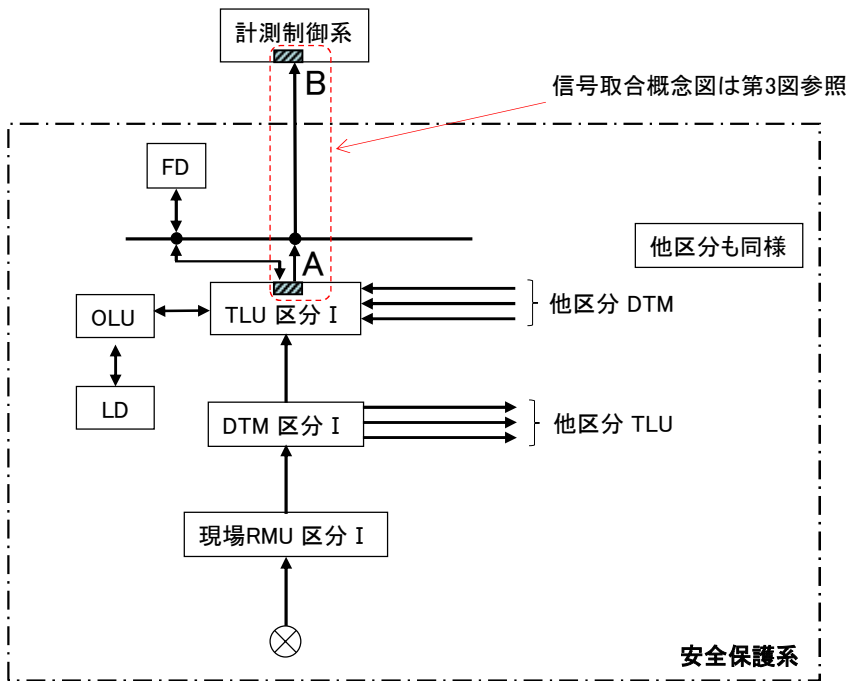 計測制御系
B
信号取合概念図は第3図参照
FD
他区分も同様
A
TLU 区分 I
他区分 DTM
OLU
LD
DTM 区分 I
他区分 TLU
現場RMU 区分 I
安全保護系